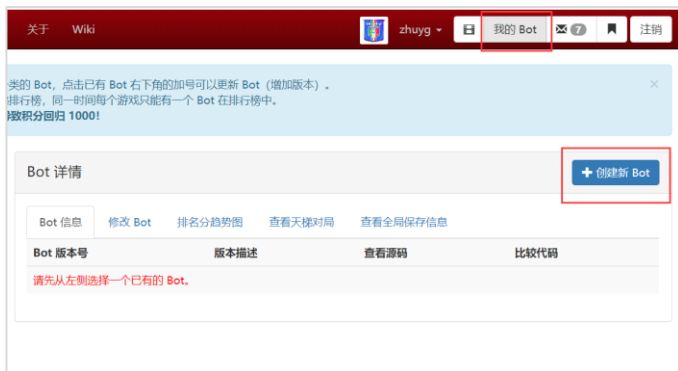 关于 Wiki zhuyg 我的 Bot 7 注销
类的 Bot，点击已有 Bot 右下角的加号可以更新 Bot（增加版本）。
排行榜，同一时间每个游戏只能有一个 Bot 在排行榜中。
致积分回归 1000!
Bot 详情 创建新 Bot
Bot 信息 修改 Bot 排名分趋势图 查看天梯对局 查看全局保存信息
Bot 版本号 版本描述 查看源码 比较代码
请先从左侧选择一个已有的 Bot。